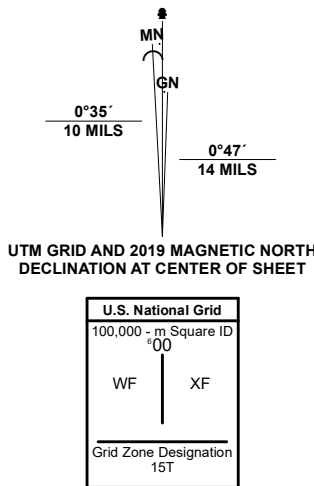 MN
GN
0°35´
10 MILS
0°47´
14 MILS
UTM GRID AND 2019 MAGNETIC NORTH
DECLINATION AT CENTER OF SHEET
U.S. National Grid
100,000 - m Square ID
⁶00
WF XF
Grid Zone Designation
15T